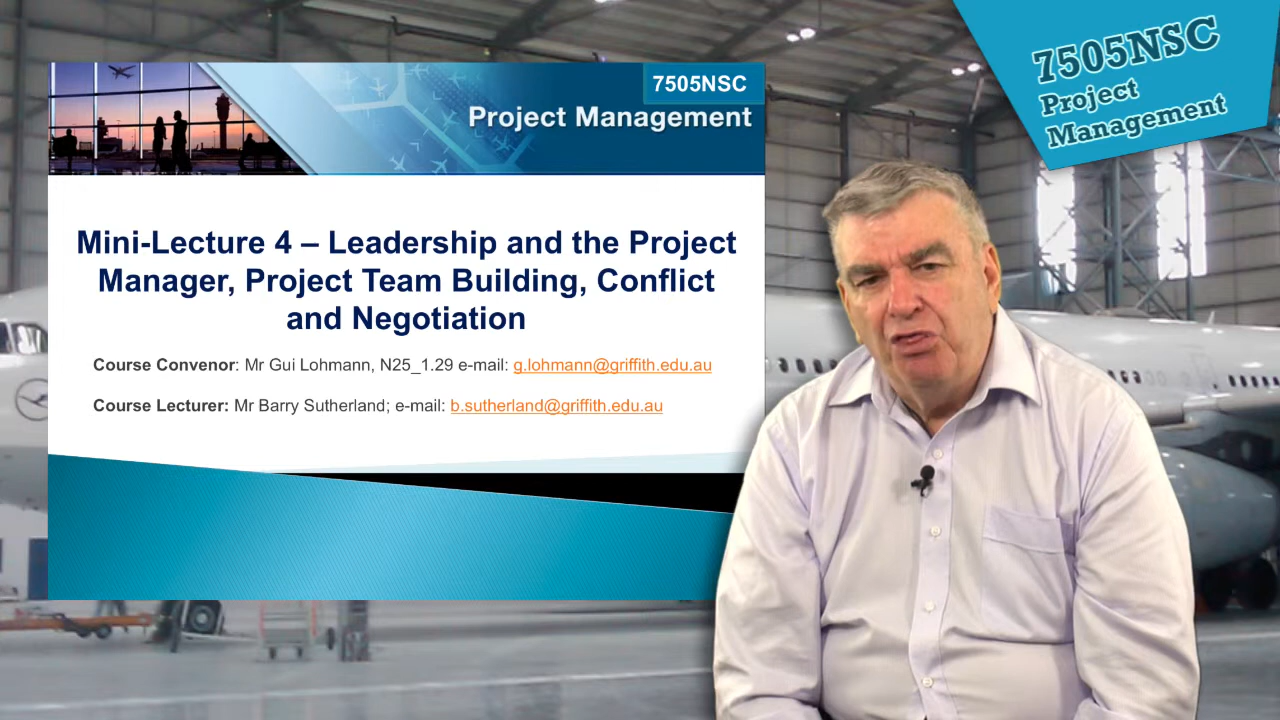 7505NSC
Project Management
Mini-Lecture 4 – Leadership and the Project
Manager, Project Team Building, Conflict
and Negotiation
Course Convenor: Mr Gui Lohmann, N25_1.29 e-mail: g.lohmann@griffith.edu.au
Course Lecturer: Mr Barry Sutherland; e-mail: b.sutherland@griffith.edu.au
7505NSC
Project
Management